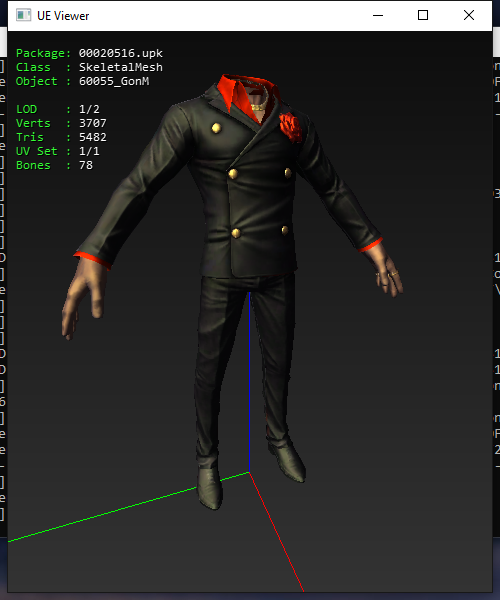 UE Viewer
Package: 00020516.upk
Class  : SkeletalMesh
Object : 60055_GonM
LOD    : 1/2
Verts  : 3707
Tris   : 5482
UV Set : 1/1
Bones  : 78